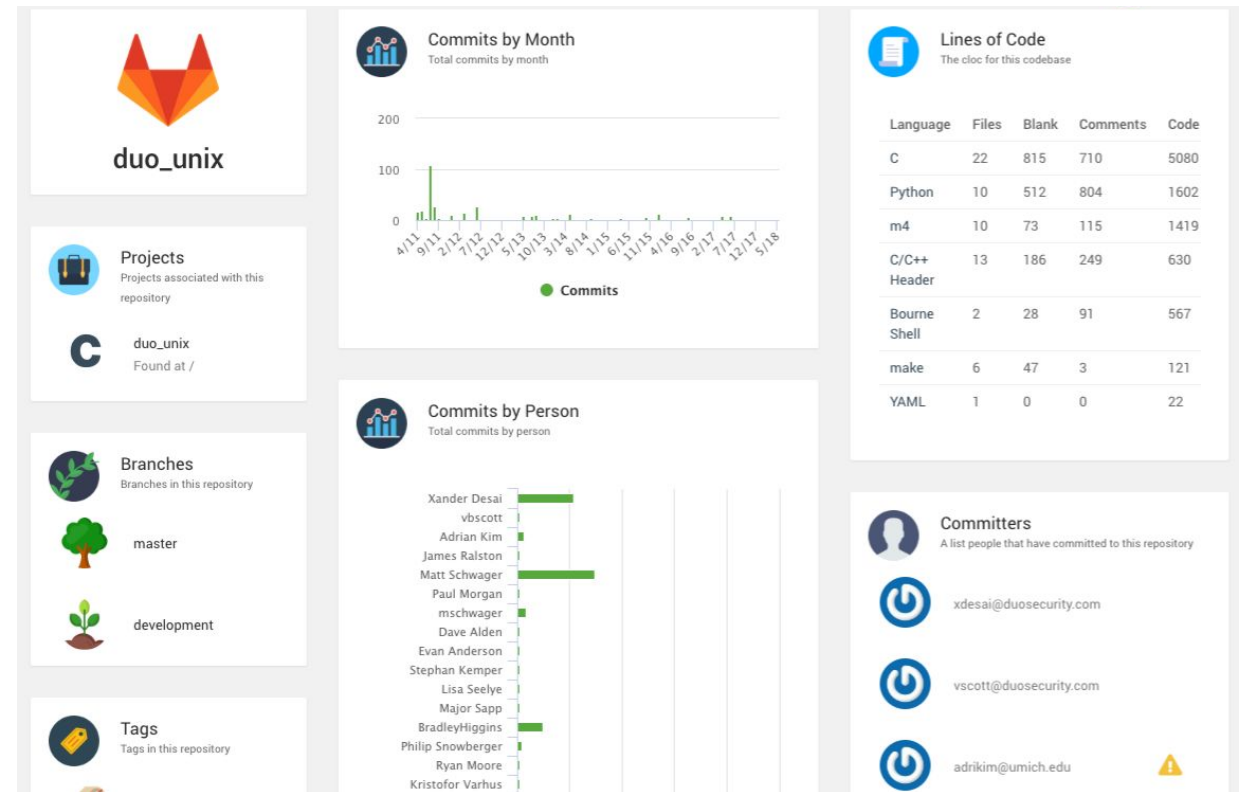 duo_unix
Projects
Projects associated with this
repository
duo_unix
Found at /
Branches
Branches in this repository
master
development
Tags
Tags in this repository
Commits by Month
Total commits by month
200
100
0
4/11 9/11 2/12 7/12 12/12 5/13 10/13 3/14 8/14 1/15 6/15 11/15 4/16 9/16 2/17 7/17 12/17 5/18
Commits
Commits by Person
Total commits by person
Xander Desai
vbscott
Adrian Kim
James Ralston
Matt Schwager
Paul Morgan
mschwager
Dave Alden
Evan Anderson
Stephan Kemper
Lisa Seelye
Major Sapp
BradleyHiggins
Philip Snowberger
Ryan Moore
Kristofor Varhus
Lines of Code
The cloc for this codebase
Language Files Blank Comments Code
C 22 815 710 5080
Python 10 512 804 1602
m4 10 73 115 1419
C/C++ 13 186 249 630
Header
Bourne 2 28 91 567
Shell
make 6 47 3 121
YAML 1 0 0 22
Committers
A list people that have committed to this repository
xdesai@duosecurity.com
vscott@duosecurity.com
adrikim@umich.edu